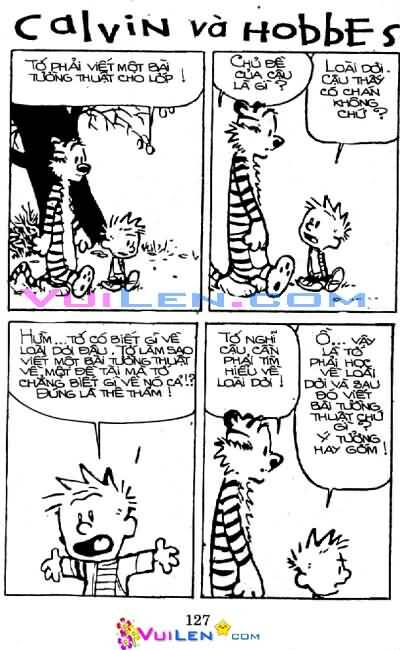 Calvin và HobbEs
TỚ PHẢI VIẾT MỘT BÀI
TƯỜNG THUẬT CHO LỚP !
CHỦ ĐỀ
CỦA CẬU
LÀ GÌ ?
LOÀI DƠI.
CẬU THẤY
CÓ CHÁN
KHÔNG
CHỨ ?
VUILEN.COM
HỪM... TỚ CÓ BIẾT GÌ VỀ
LOÀI DƠI ĐÂU. TỚ LÀM SAO
VIẾT MỘT BÀI TƯỜNG THUẬT
VỀ MỘT ĐỀ TÀI MÀ TỚ
CHẲNG BIẾT GÌ VỀ NÓ CẢ !?
ĐÚNG LÀ THÊ THẢM !
TỚ NGHĨ
CẬU CẦN
PHẢI TÌM
HIỂU VỀ
LOÀI DƠI !
Ồ... VẬY
LÀ TỚ
PHẢI HỌC
VỀ LOÀI
DƠI VÀ SAU
ĐÓ VIẾT
BÀI TƯỜNG
THUẬT CHỨ
GÌ ?
Ý TƯỞNG
HAY GỚM !
127
VUILEN.COM